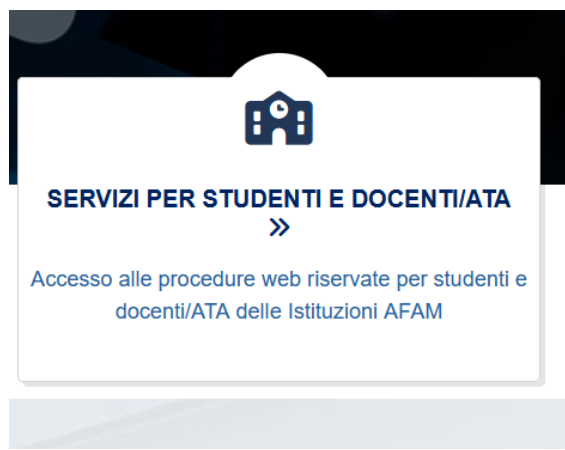 SERVIZI PER STUDENTI E DOCENTI/ATA
»
Accesso alle procedure web riservate per studenti e
docenti/ATA delle Istituzioni AFAM